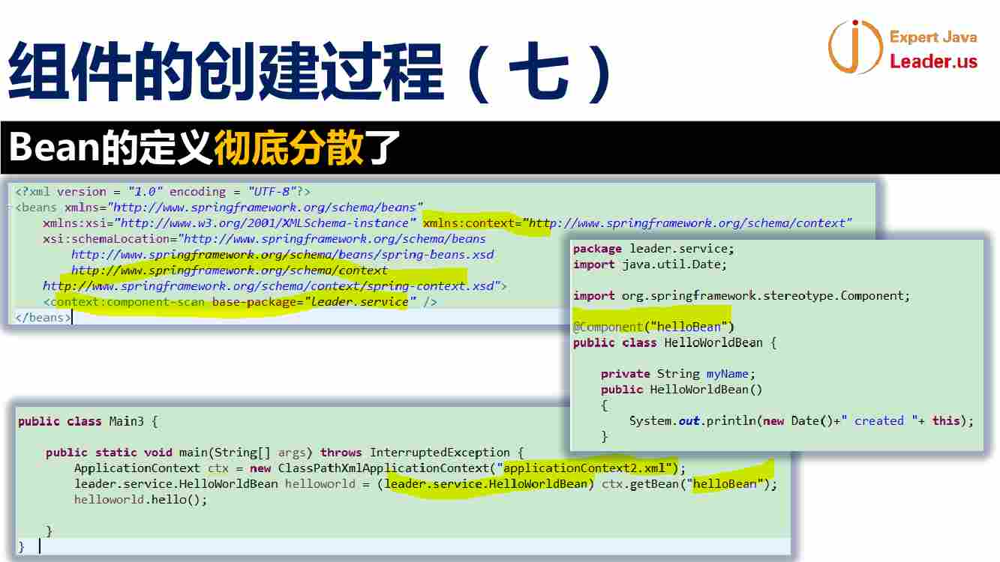 组件的创建过程（七）
Expert Java
Leader.us
Bean的定义彻底分散了
<?xml version = "1.0" encoding = "UTF-8"?>
<beans xmlns="http://www.springframework.org/schema/beans"
xmlns:xsi="http://www.w3.org/2001/XMLSchema-instance" xmlns:context="http://www.springframework.org/schema/context"
xsi:schemaLocation="http://www.springframework.org/schema/beans
http://www.springframework.org/schema/beans/spring-beans.xsd
http://www.springframework.org/schema/context
http://www.springframework.org/schema/context/spring-context.xsd">
<context:component-scan base-package="leader.service" />
</beans>
package leader.service;
import java.util.Date;
import org.springframework.stereotype.Component;
@Component("helloBean")
public class HelloWorldBean {
private String myName;
public HelloWorldBean()
{
System.out.println(new Date()+" created "+ this);
}
public class Main3 {
public static void main(String[] args) throws InterruptedException {
ApplicationContext ctx = new ClassPathXmlApplicationContext("applicationContext2.xml");
leader.service.HelloWorldBean helloworld = (leader.service.HelloWorldBean) ctx.getBean("helloBean");
helloworld.hello();
}
}